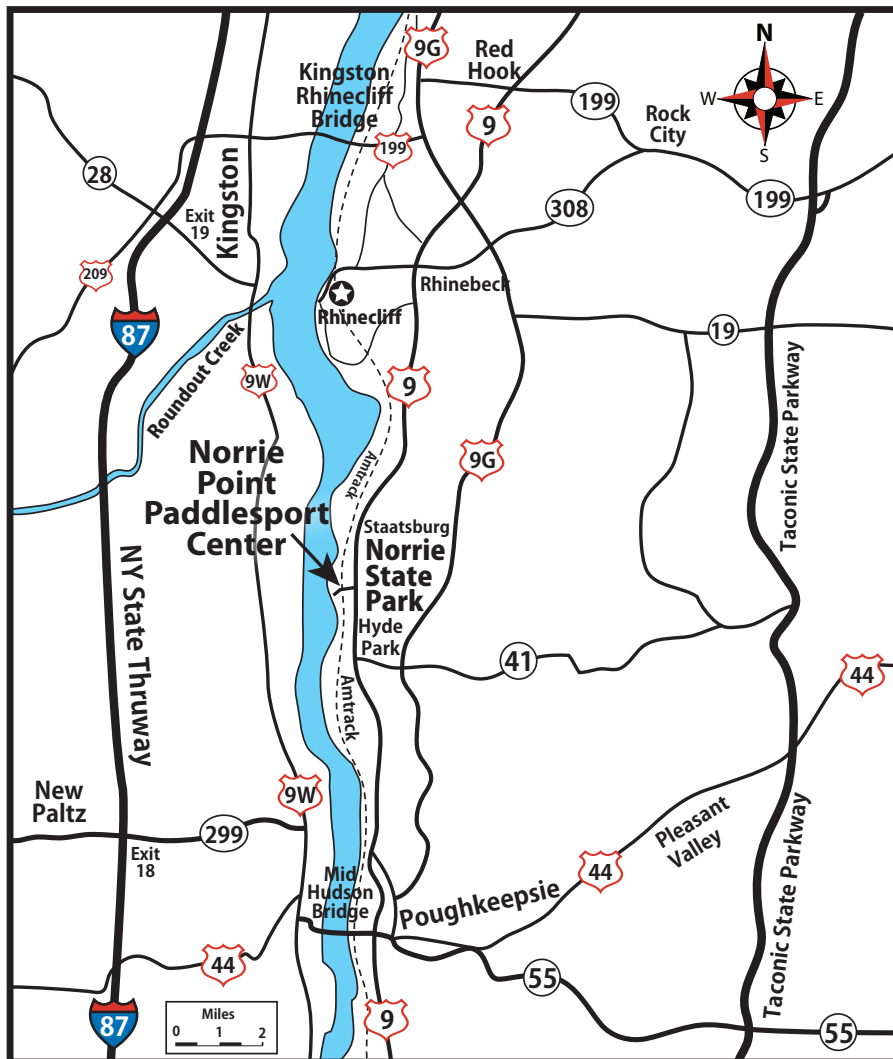 9G
Red
Hook
N
W
E
S
Kingston
Rhinecliff
Bridge
9
199
Rock
City
199
28
199
Exit
19
Kingston
308
209
Rhinebeck
Rhinecliff
87
19
Roundout Creek
9W
9
9G
Amtrack
Taconic State Parkway
Norrie
Point
Paddlesport
Center
Staatsburg
Norrie
State
Park
Hyde
Park
NY State Thruway
41
44
Amtrack
New
Paltz
9W
299
Exit
18
Pleasant
Valley
44
Mid
Hudson
Bridge
Poughkeepsie
Taconic State Parkway
44
55
87
Miles
0 1 2
9
55